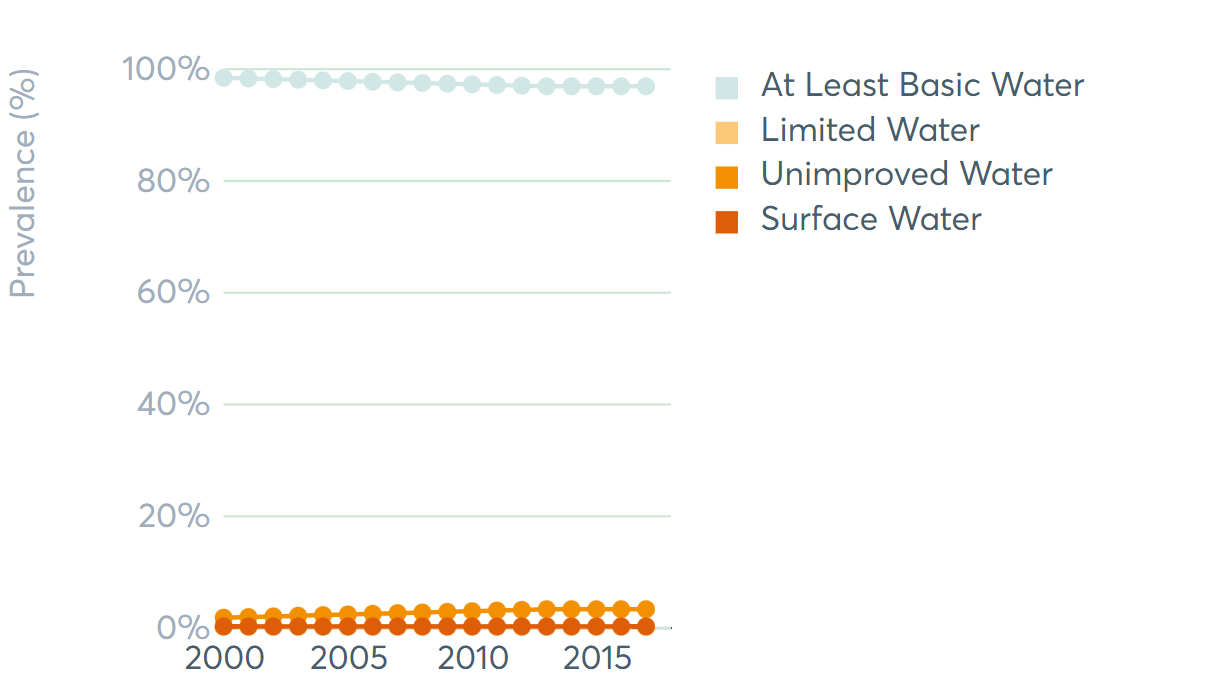 Prevalence (%)
100%
80%
60%
40%
20%
0%
2000 2005 2010 2015
At Least Basic Water
Limited Water
Unimproved Water
Surface Water